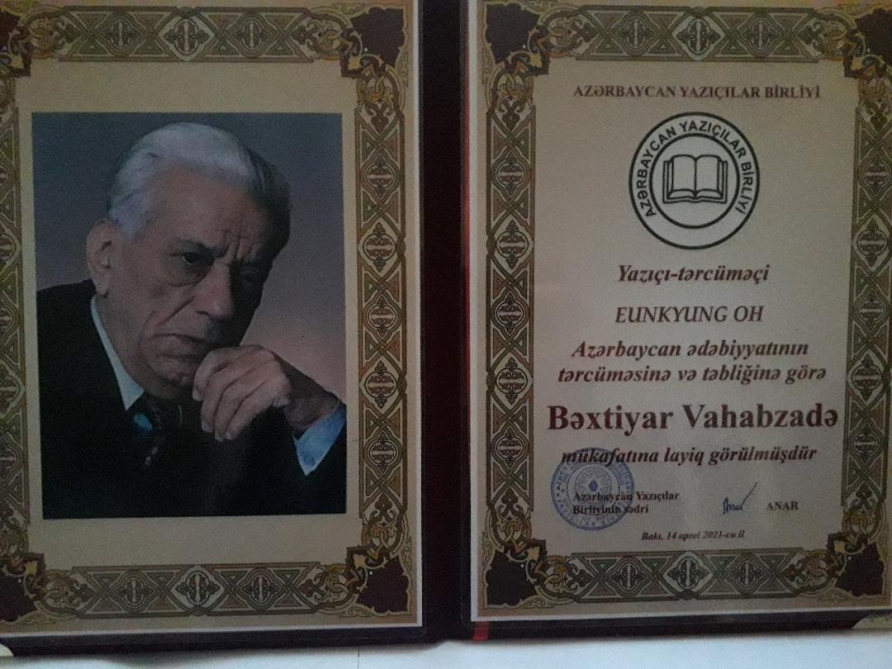 AZƏRBAYCAN YAZIÇILAR BİRLİYİ
AZƏRBAYCAN YAZIÇILAR BİRLİYİ
Yazıçı-tərcüməçi
EUNKYUNG OH
Azərbaycan ədəbiyyatının
tərcüməsinə və təbliğinə görə
Bəxtiyar Vahabzadə
mükafatına layiq görülmüşdür
Azərbaycan Yazıçılar
Birliyinin sədri
ANAR
Bakı, 14 aprel 2021-cu il